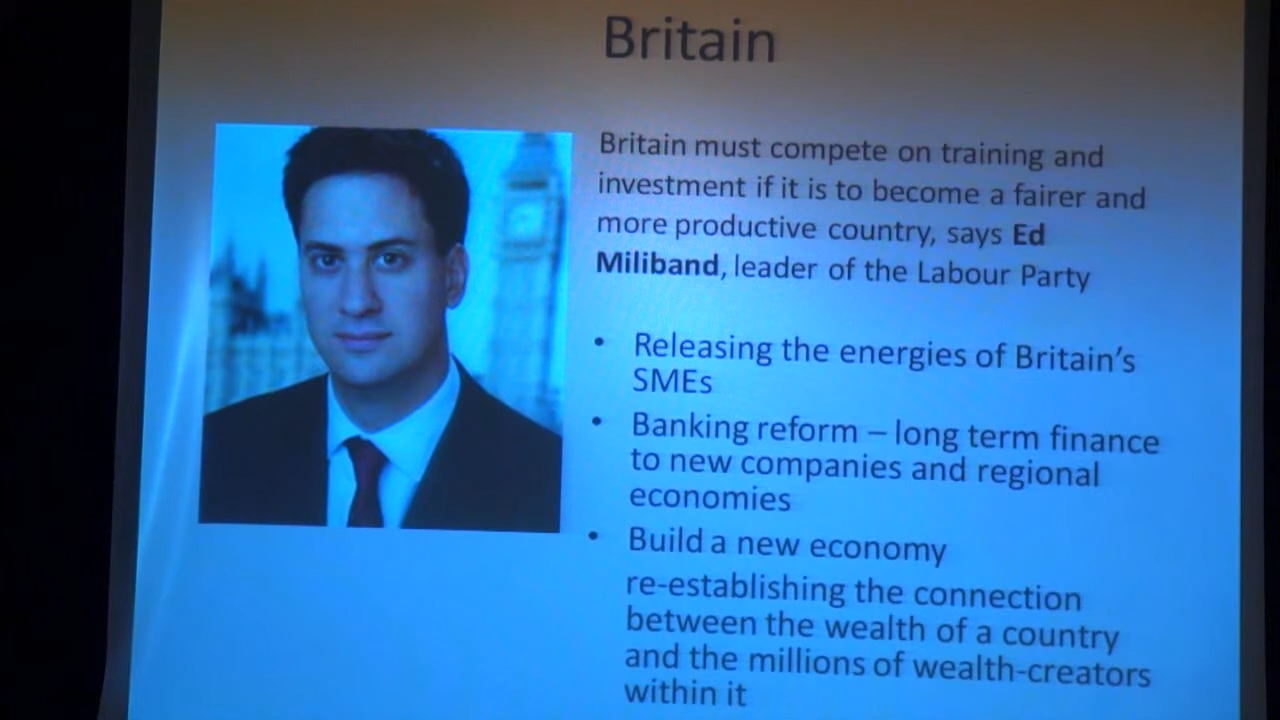 Britain
Britain must compete on training and
investment if it is to become a fairer and
more productive country, says Ed
Miliband, leader of the Labour Party
• Releasing the energies of Britain's
SMEs
• Banking reform – long term finance
to new companies and regional
economies
• Build a new economy
re-establishing the connection
between the wealth of a country
and the millions of wealth-creators
within it